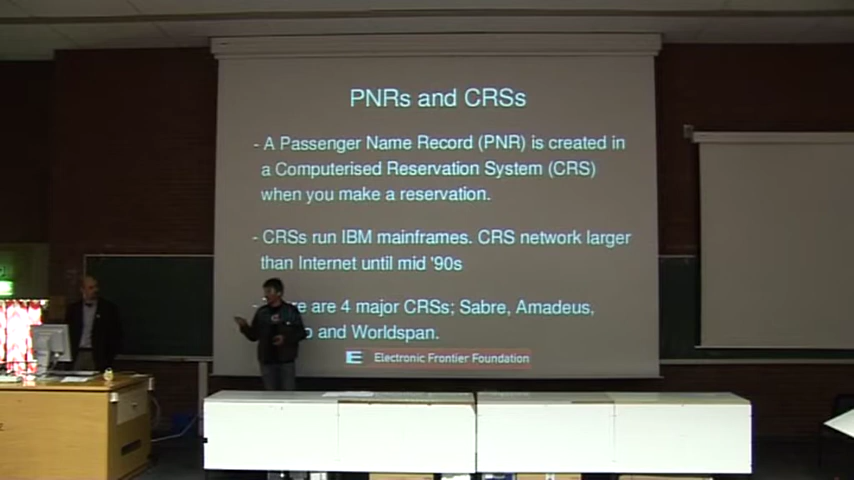 PNRs and CRSs
- A Passenger Name Record (PNR) is created in
a Computerised Reservation System (CRS)
when you make a reservation.
- CRSs run IBM mainframes. CRS network larger
than Internet until mid '90s
are 4 major CRSs; Sabre, Amadeus,
and Worldspan.
Electronic Frontier Foundation